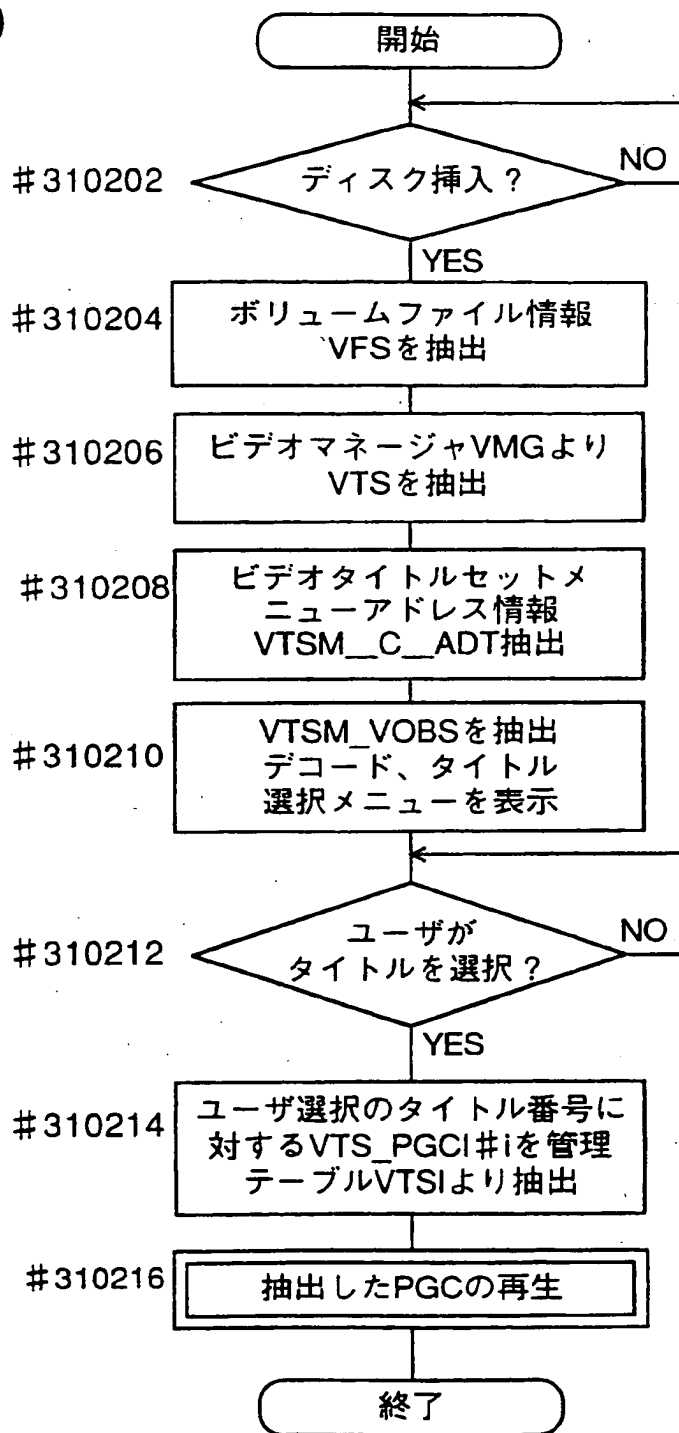 )
開始
#310202
ディスク挿入?
NO
YES
#310204
ボリュームファイル情報
VFSを抽出
#310206
ビデオマネージャVMGより
VTSを抽出
#310208
ビデオタイトルセットメ
ニューアドレス情報
VTSM__C__ADT抽出
#310210
VTSM_VOBSを抽出
デコード、タイトル
選択メニューを表示
#310212
ユーザが
タイトルを選択?
NO
YES
#310214
ユーザ選択のタイトル番号に
対するVTS_PGCI#iを管理
テーブルVTSIより抽出
#310216
抽出したPGCの再生
終了